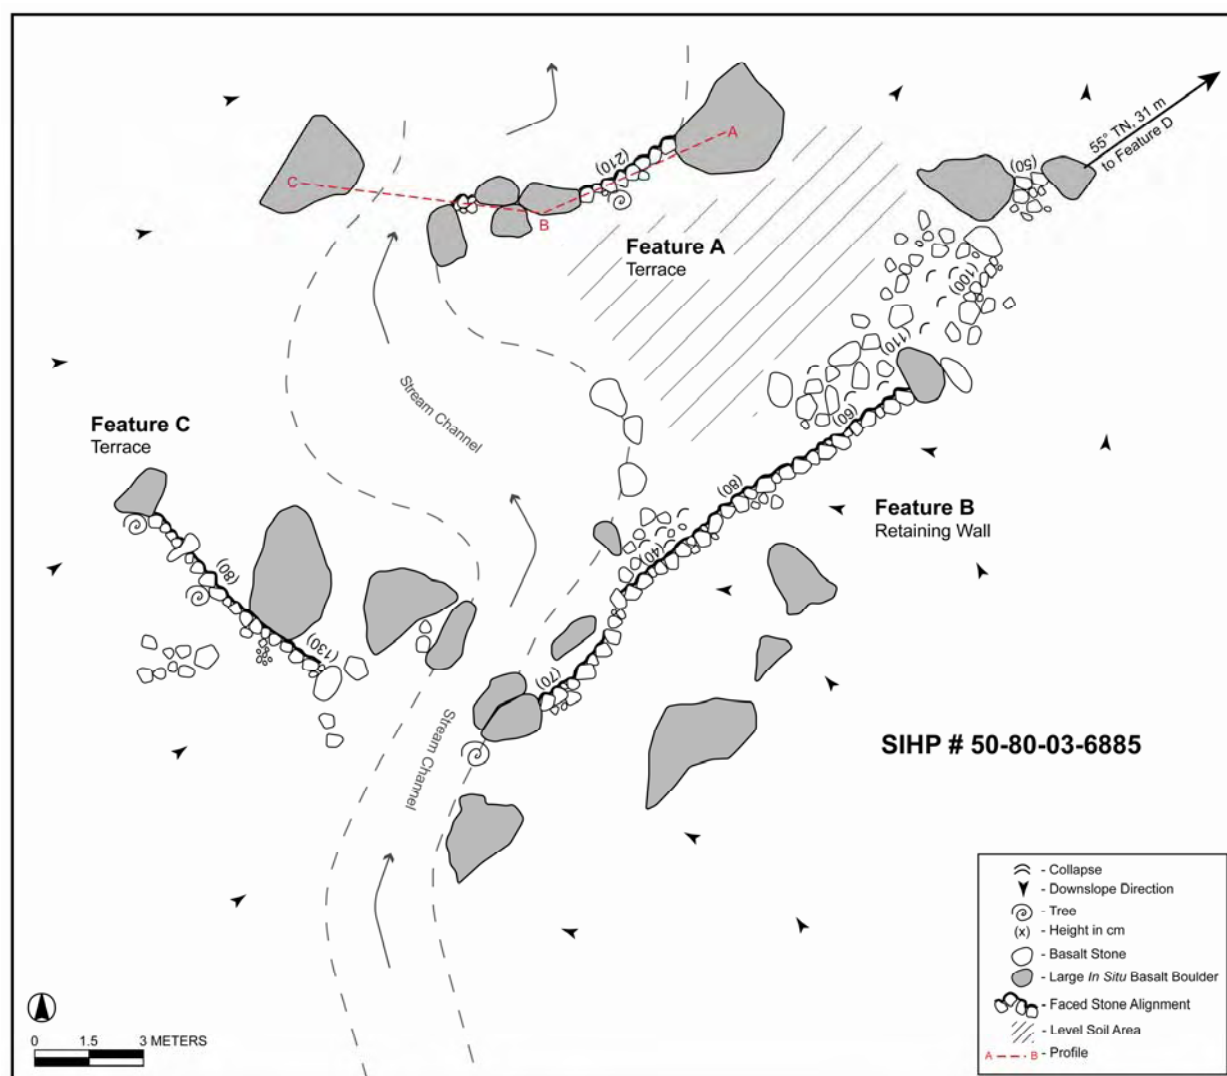 55° TN, 31 m
to Feature D
A
(210)
(50)
C
B
Feature A
Terrace
(100)
(110)
Stream Channel
(60)
Feature C
Terrace
(80)
Feature B
Retaining Wall
(40)
(80)
(130)
(70)
Stream Channel
SIHP # 50-80-03-6885
- Collapse
- Downslope Direction
- Tree
(x) - Height in cm
- Basalt Stone
- Large In Situ Basalt Boulder
- Faced Stone Alignment
- Level Soil Area
A B - Profile
0 1.5 3 METERS